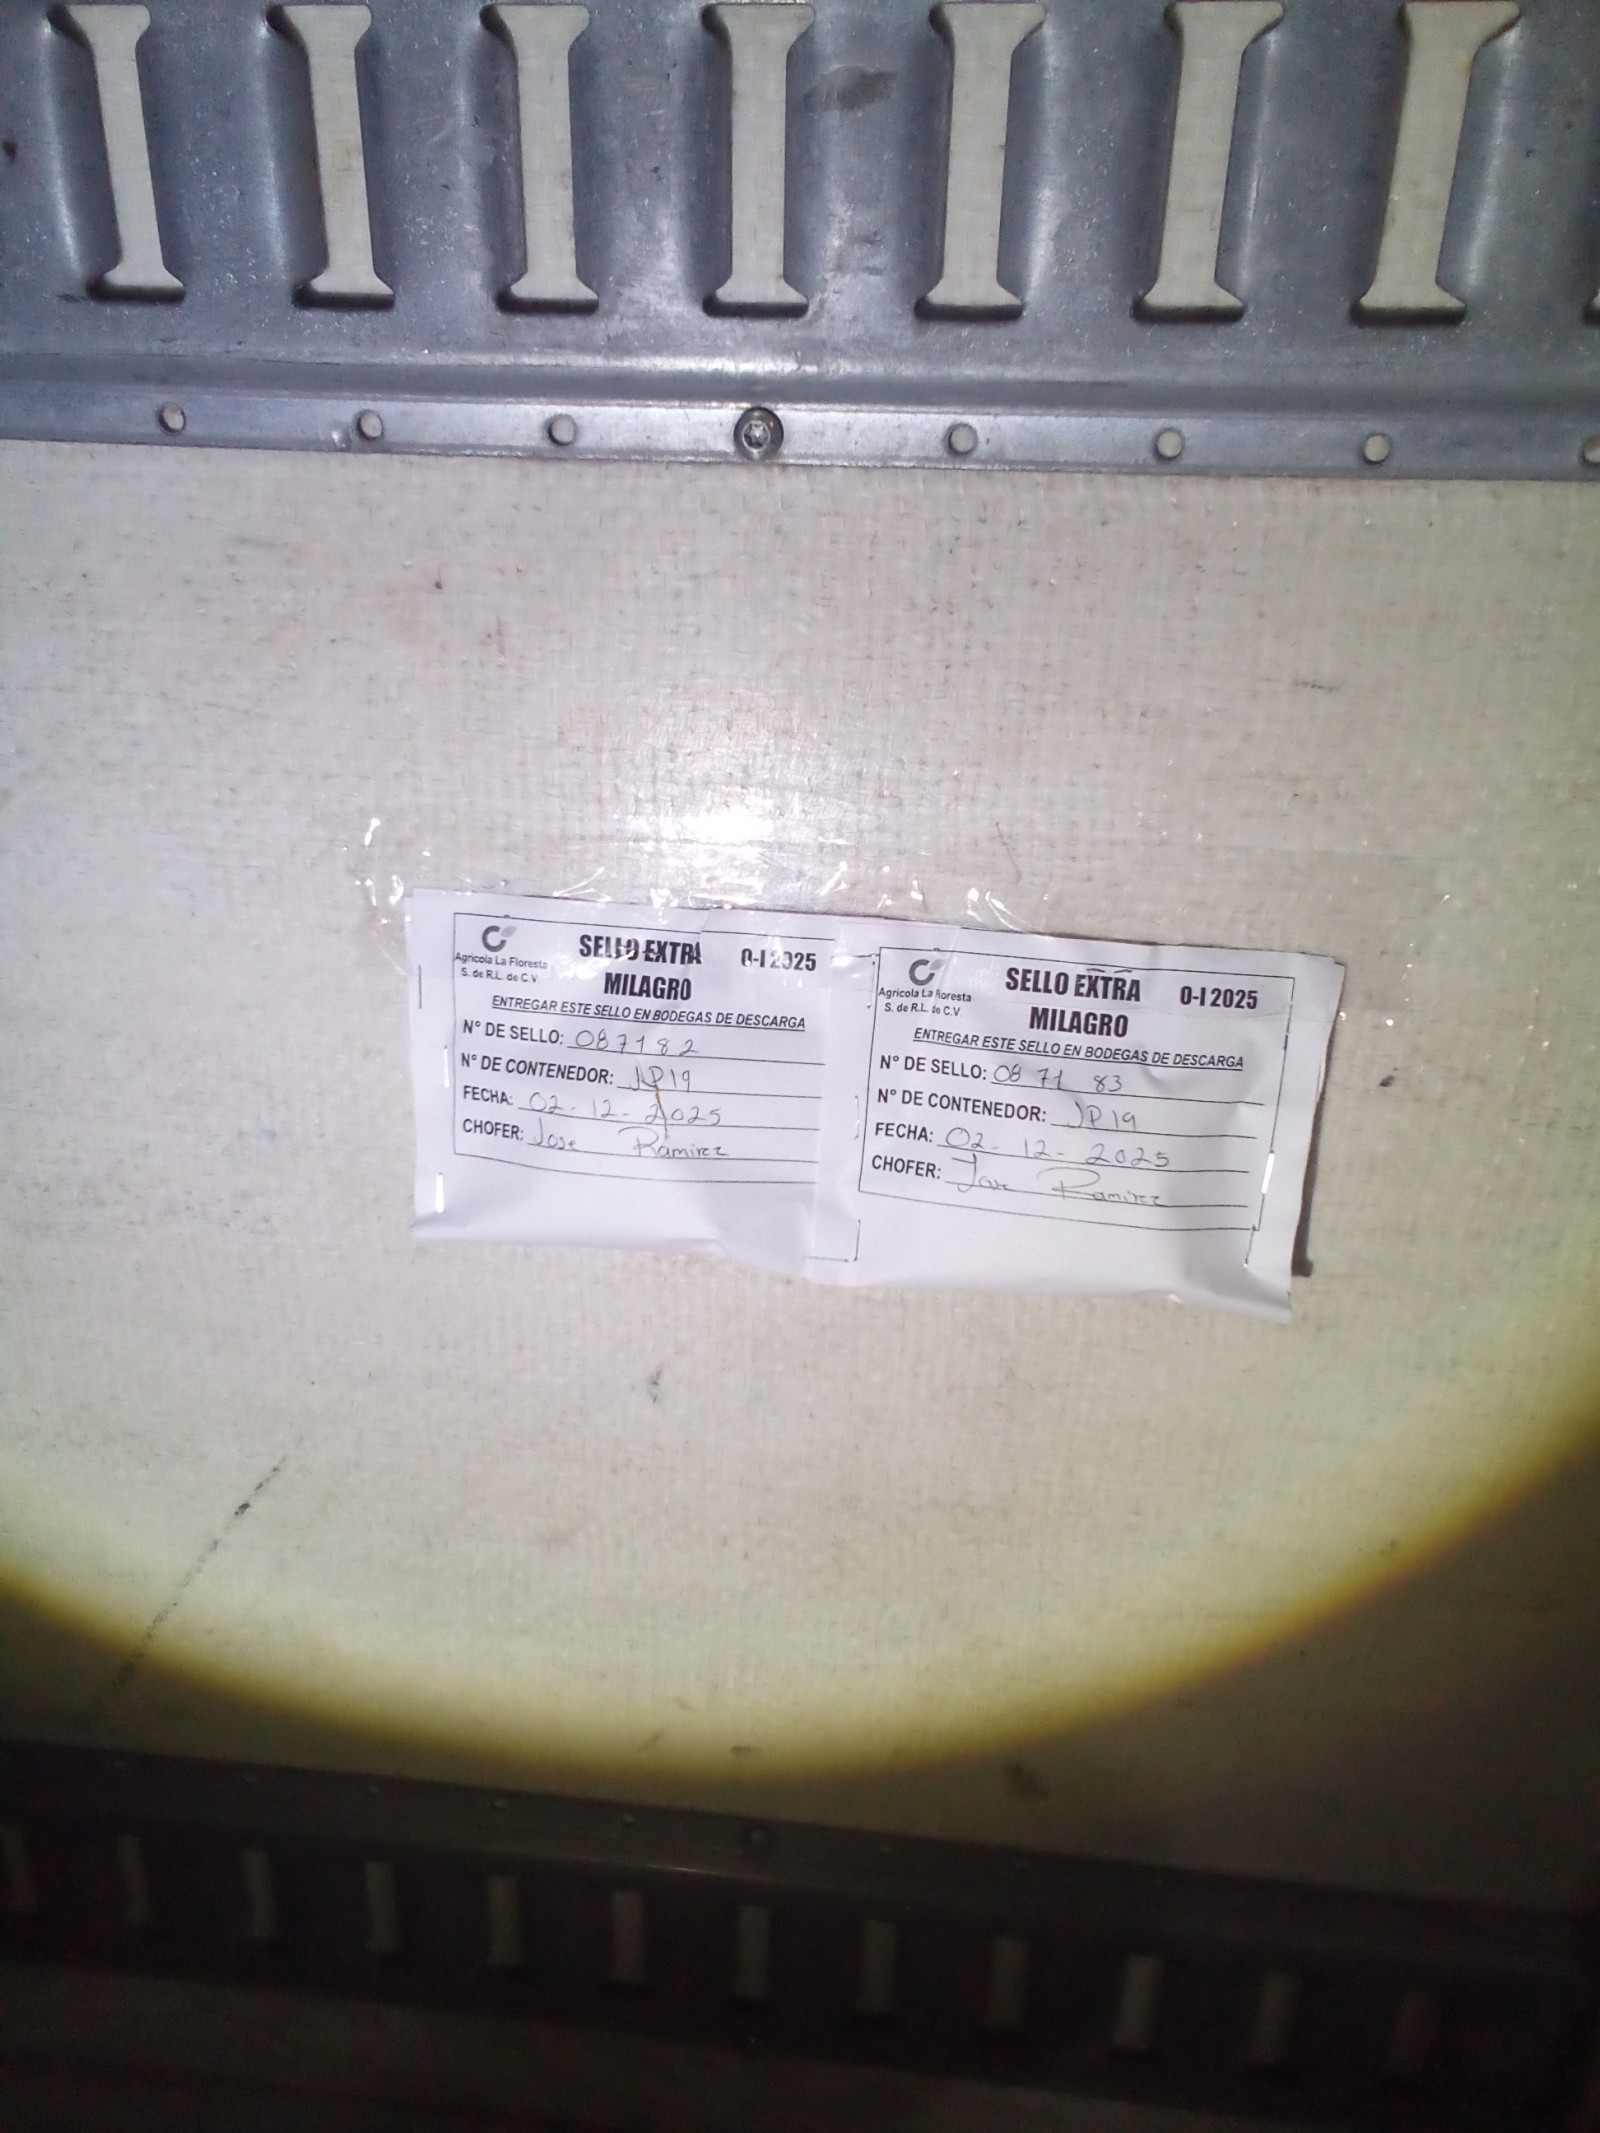 Agricola La Floresta
S. de R.L. de C.V.
SELLO EXTRA 0-I 2025
MILAGRO
ENTREGAR ESTE SELLO EN BODEGAS DE DESCARGA
N° DE SELLO: 087182
N° DE CONTENEDOR: JP19
FECHA: 02-12-2025
CHOFER: Jose Ramirez
Agricola La Floresta
S. de R.L. de C.V.
SELLO EXTRA 0-I 2025
MILAGRO
ENTREGAR ESTE SELLO EN BODEGAS DE DESCARGA
N° DE SELLO: 08 71 83
N° DE CONTENEDOR: JP19
FECHA: 02-12-2025
CHOFER: Jose Ramirez